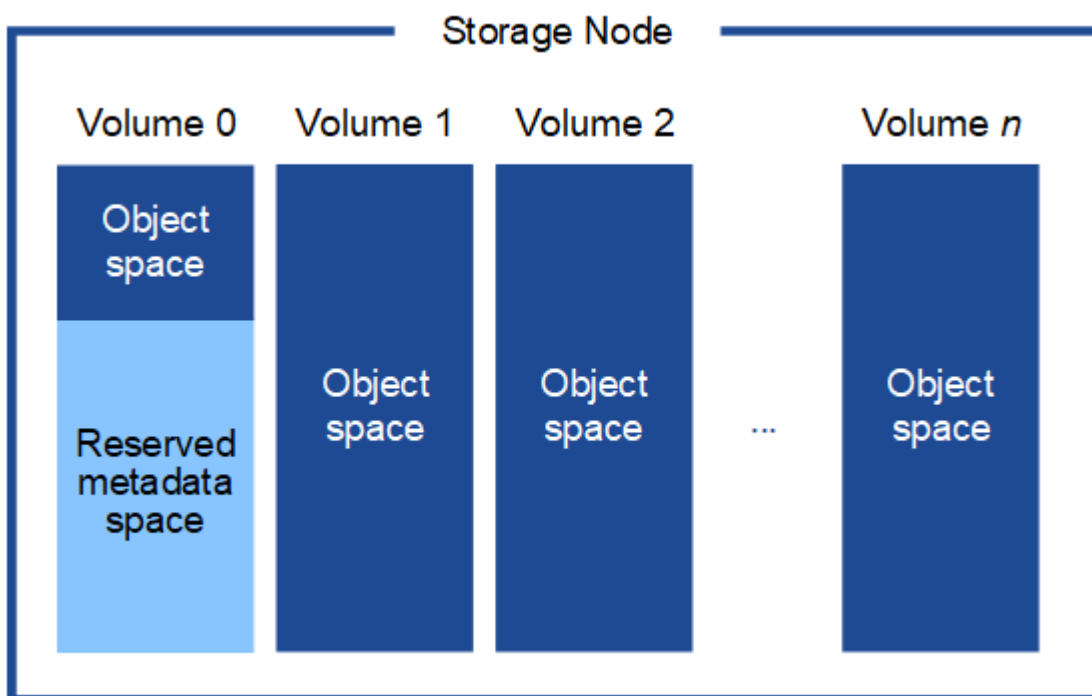 Storage Node
Volume 0
Volume 1
Volume 2
Volume n
Object
space
Reserved
metadata
space
Object
space
Object
space
...
Object
space